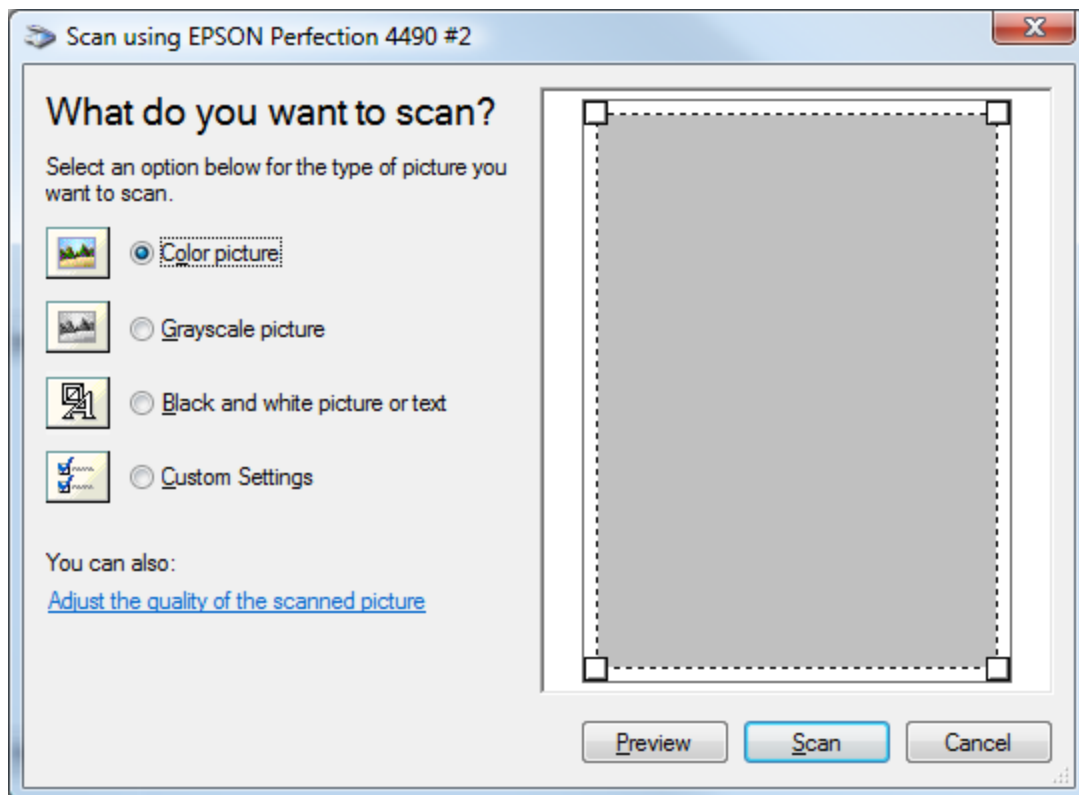 Scan using EPSON Perfection 4490 #2
What do you want to scan?
Select an option below for the type of picture you
want to scan.
Color picture
Grayscale picture
Black and white picture or text
Custom Settings
You can also:
Adjust the quality of the scanned picture
Preview
Scan
Cancel